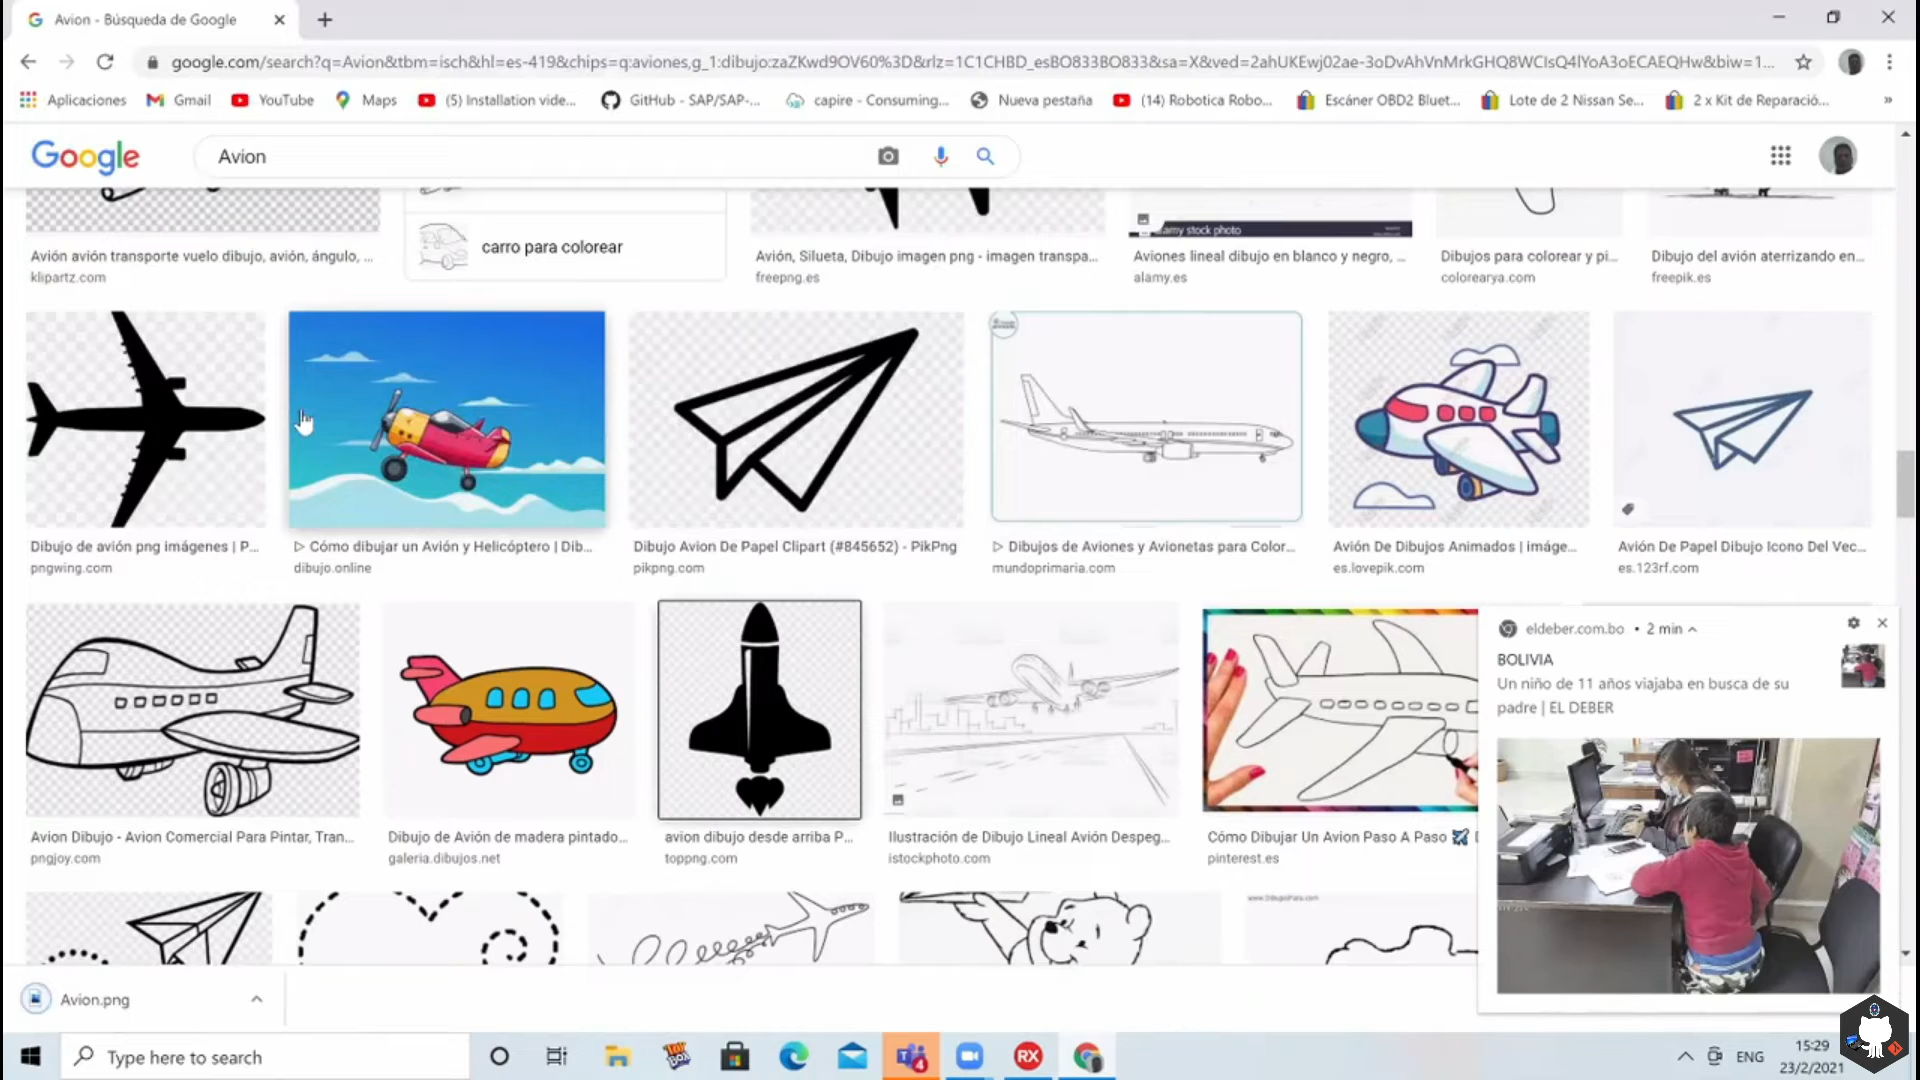 Avion - Búsqueda de Google
google.com/search?q=Avion&tbm=isch&hl=es-419&chips=q:aviones,g_1:dibujo:zaZKwd9OV60%3D&rlz=1C1CHBD_esBO833BO833&sa=X&ved=2ahUKEwj02ae-3oDvAhVnMrkGHQ8WCIsQ4lYoA3oECAEQHw&biw=1...
Aplicaciones
Gmail
YouTube
Maps
(5) Installation vide...
GitHub - SAP/SAP-...
capire - Consuming...
Nueva pestaña
(14) Robotica Robo...
Escáner OBD2 Bluet...
Lote de 2 Nissan Se...
2 x Kit de Reparació...
»
Google
Avion
alamy stock photo
carro para colorear
Avión avión transporte vuelo dibujo, avión, ángulo, ...
klipartz.com
Avión, Silueta, Dibujo imagen png - imagen transpa...
freepng.es
Aviones lineal dibujo en blanco y negro, ...
alamy.es
Dibujos para colorear y pi...
colorearya.com
Dibujo del avión aterrizando en...
freepik.es
Dibujo de avión png imágenes | P...
pngwing.com
▷ Cómo dibujar un Avión y Helicóptero | Dib...
dibujo.online
Dibujo Avion De Papel Clipart (#845652) - PikPng
pikpng.com
▷ Dibujos de Aviones y Avionetas para Color...
mundoprimaria.com
Avión De Dibujos Animados | imáge...
es.lovepik.com
Avión De Papel Dibujo Icono Del Vec...
es.123rf.com
Avion Dibujo - Avion Comercial Para Pintar, Tran...
pngjoy.com
Dibujo de Avión de madera pintado...
galeria.dibujos.net
avion dibujo desde arriba P...
toppng.com
Ilustración de Dibujo Lineal Avión Despeg...
istockphoto.com
Cómo Dibujar Un Avion Paso A Paso
pinterest.es
eldeber.com.bo • 2 min
BOLIVIA
Un niño de 11 años viajaba en busca de su
padre | EL DEBER
Avion.png
Type here to search
TOY BOX
4
RX
ENG
15:29
23/2/2021